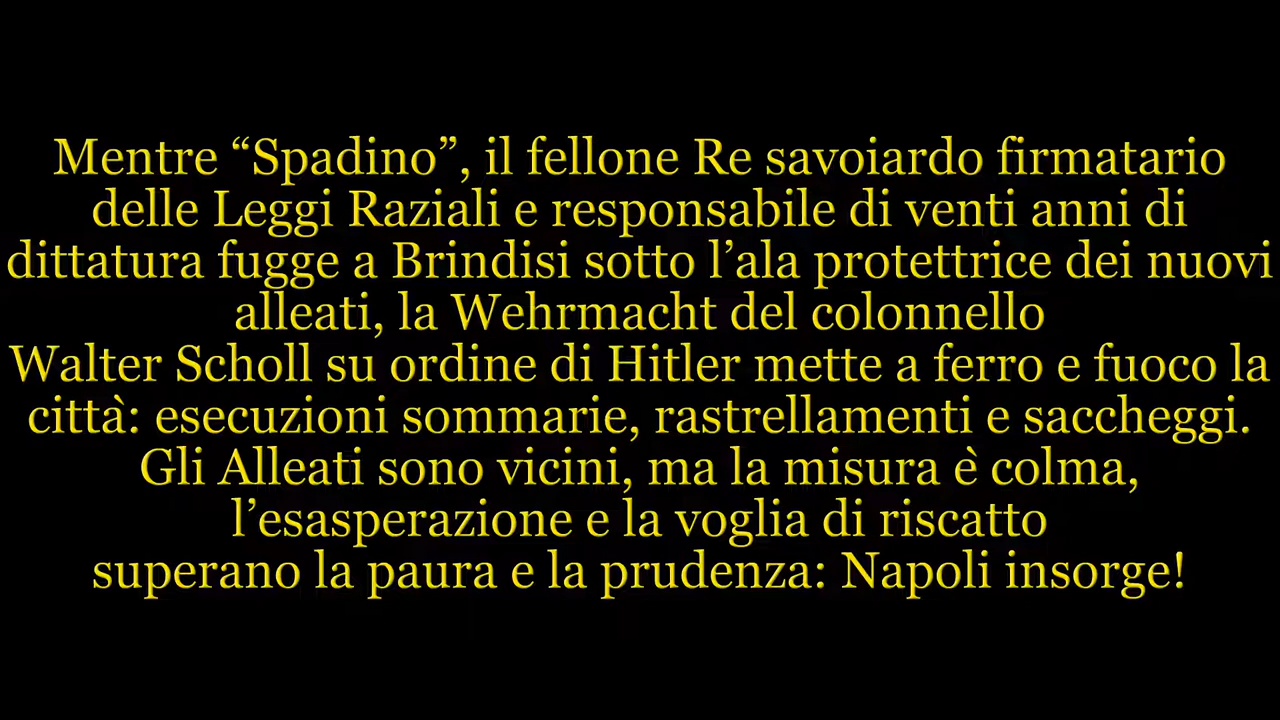 Mentre “Spadino”, il fellone Re savoiardo firmatario
delle Leggi Raziali e responsabile di venti anni di
dittatura fugge a Brindisi sotto l’ala protettrice dei nuovi
alleati, la Wehrmacht del colonnello
Walter Scholl su ordine di Hitler mette a ferro e fuoco la
città: esecuzioni sommarie, rastrellamenti e saccheggi.
Gli Alleati sono vicini, ma la misura è colma,
l’esasperazione e la voglia di riscatto
superano la paura e la prudenza: Napoli insorge!